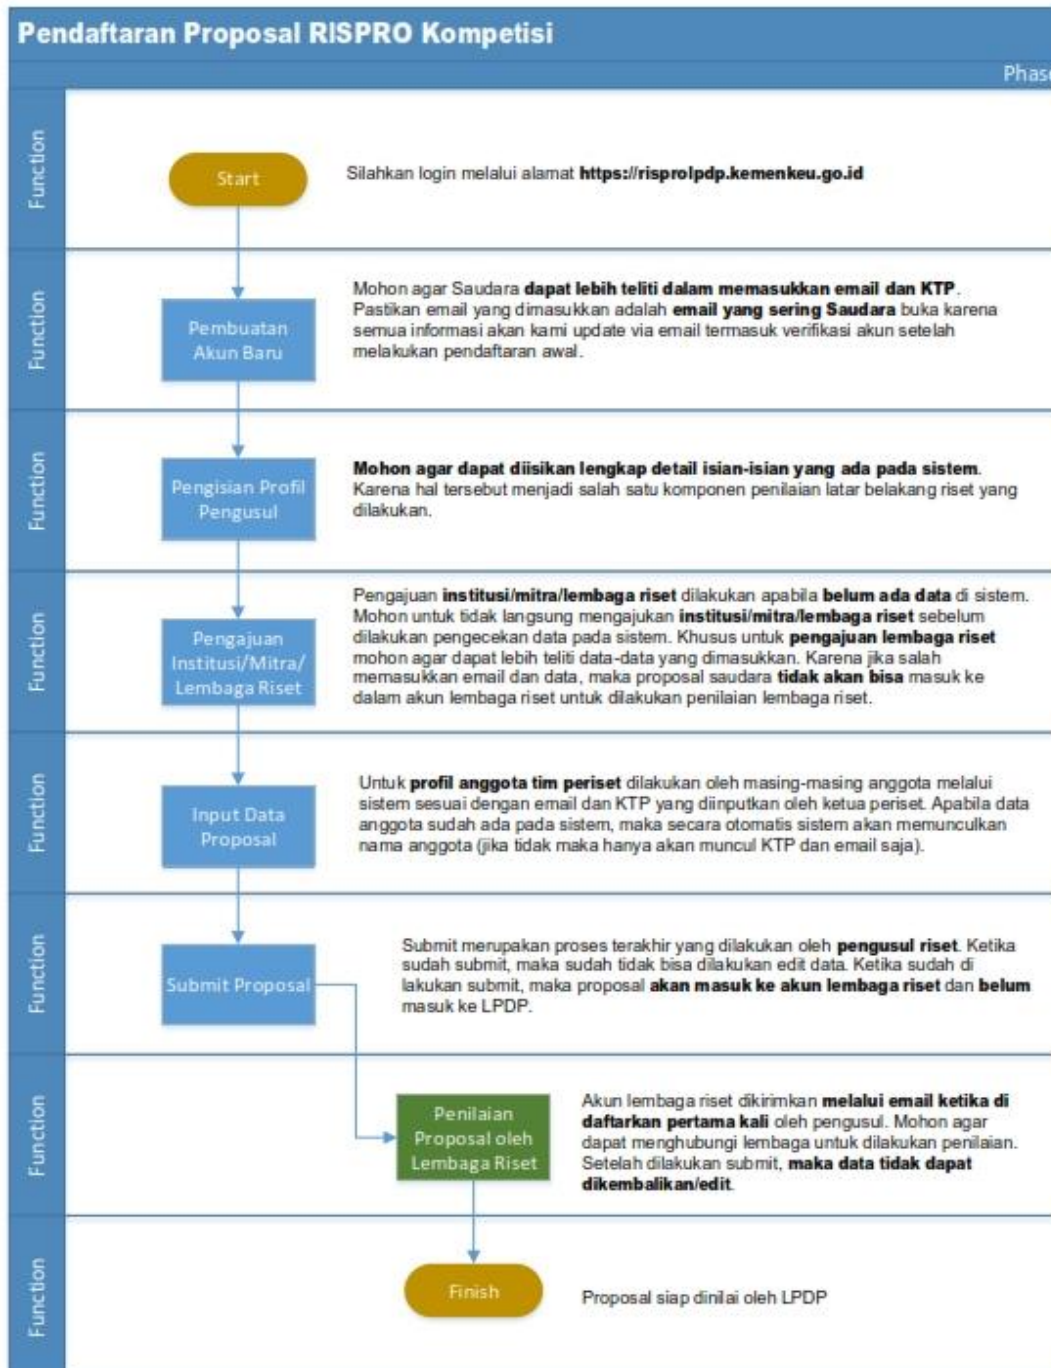 Pendaftaran Proposal RISPRO Kompetisi
Phase
Function
Start
Silahkan login melalui alamat https://risprolpdp.kemenkeu.go.id
Function
Pembuatan
Akun Baru
Mohon agar Saudara dapat lebih teliti dalam memasukkan email dan KTP.
Pastikan email yang dimasukkan adalah email yang sering Saudara buka karena
semua informasi akan kami update via email termasuk verifikasi akun setelah
melakukan pendaftaran awal.
Function
Pengisian Profil
Pengusul
Mohon agar dapat diisikan lengkap detail isian-isian yang ada pada sistem.
Karena hal tersebut menjadi salah satu komponen penilaian latar belakang riset yang
dilakukan.
Function
Pengajuan
Institusi/Mitra/
Lembaga Riset
Pengajuan institusi/mitra/lembaga riset dilakukan apabila belum ada data di sistem.
Mohon untuk tidak langsung mengajukan institusi/mitra/lembaga riset sebelum
dilakukan pengecekan data pada sistem. Khusus untuk pengajuan lembaga riset
mohon agar dapat lebih teliti data-data yang dimasukkan. Karena jika salah
memasukkan email dan data, maka proposal saudara tidak akan bisa masuk ke
dalam akun lembaga riset untuk dilakukan penilaian lembaga riset.
Function
Input Data
Proposal
Untuk profil anggota tim periset dilakukan oleh masing-masing anggota melalui
sistem sesuai dengan email dan KTP yang diinputkan oleh ketua periset. Apabila data
anggota sudah ada pada sistem, maka secara otomatis sistem akan memunculkan
nama anggota (jika tidak maka hanya akan muncul KTP dan email saja).
Function
Submit Proposal
Submit merupakan proses terakhir yang dilakukan oleh pengusul riset. Ketika
sudah submit, maka sudah tidak bisa dilakukan edit data. Ketika sudah di
lakukan submit, maka proposal akan masuk ke akun lembaga riset dan belum
masuk ke LPDP.
Function
Penilaian
Proposal oleh
Lembaga Riset
Akun lembaga riset dikirimkan melalui email ketika di
daftarkan pertama kali oleh pengusul. Mohon agar
dapat menghubungi lembaga untuk dilakukan penilaian.
Setelah dilakukan submit, maka data tidak dapat
dikembalikan/edit.
Function
Finish
Proposal siap dinilai oleh LPDP